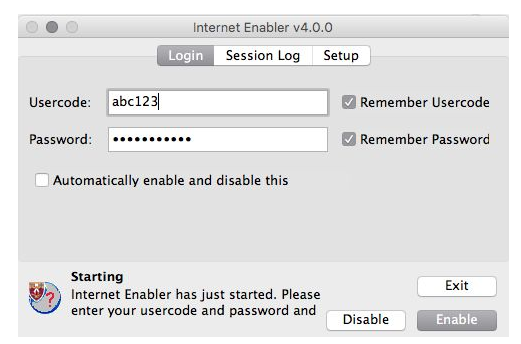 Internet Enabler v4.0.0
Login Session Log Setup
Usercode: abc123 Remember Usercode
Password: ••••••••••• Remember Password
Automatically enable and disable this
Starting
Internet Enabler has just started. Please
enter your usercode and password and
Exit
Disable Enable